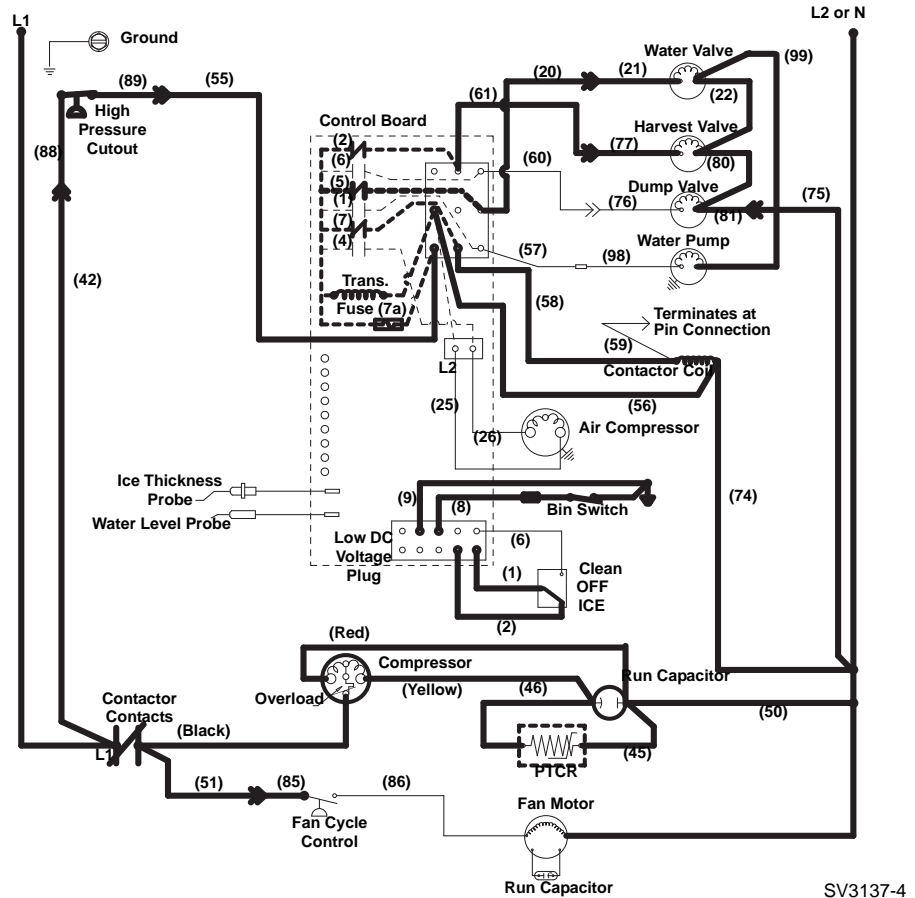 L1
L2 or N
Ground
Water Valve
(99)
(89)
(55)
(20)
(21)
(22)
(61)
High
Pressure
Cutout
Control Board
Harvest Valve
(88)
(2)
(77)
(80)
(6)
(60)
(5)
Dump Valve
(75)
(1)
(76)
(81)
(7)
(4)
Water Pump
(57)
(98)
(42)
Trans.
(58)
Fuse (7a)
Terminates at
Pin Connection
(59)
L2
Contactor Coil
(25)
(56)
(26)
Air Compressor
Ice Thickness
Probe
(9)
(8)
Bin Switch
(74)
Water Level Probe
Low DC
Voltage
Plug
(6)
(1)
Clean
OFF
ICE
(2)
(Red)
Compressor
Run Capacitor
Overload
(Yellow)
(46)
Contactor
Contacts
(Black)
(50)
L1
(45)
PTCR
(51)
(85)
(86)
Fan Cycle
Control
Fan Motor
Run Capacitor
SV3137-4